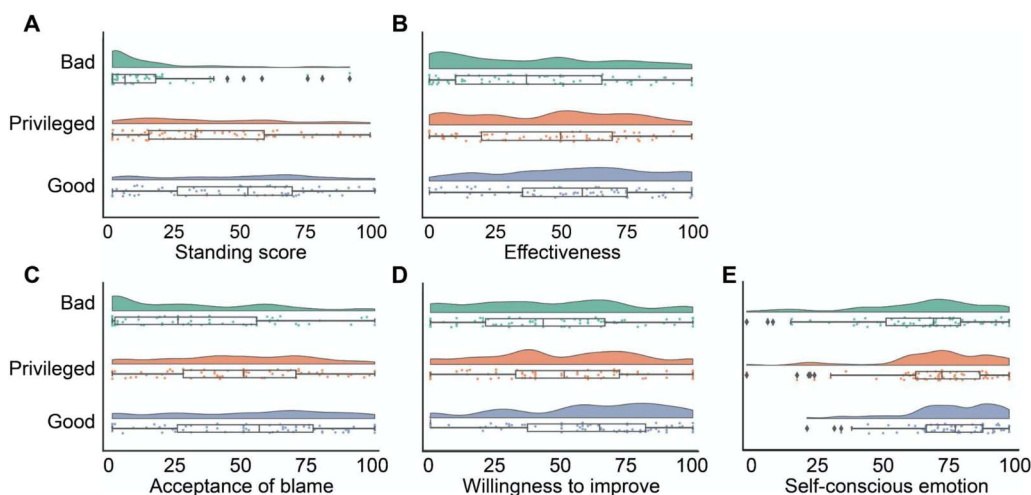 A
B
Bad
Privileged
Good
0 25 50 75 100
Standing score
0 25 50 75 100
Effectiveness
C
D
E
Bad
Privileged
Good
0 25 50 75 100
Acceptance of blame
0 25 50 75 100
Willingness to improve
0 25 50 75 100
Self-conscious emotion